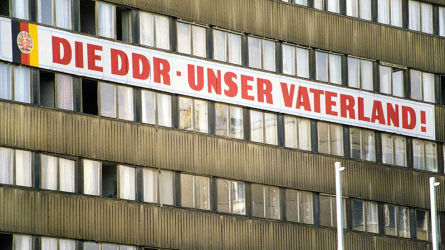 DIE DDR · UNSER VATERLAND!